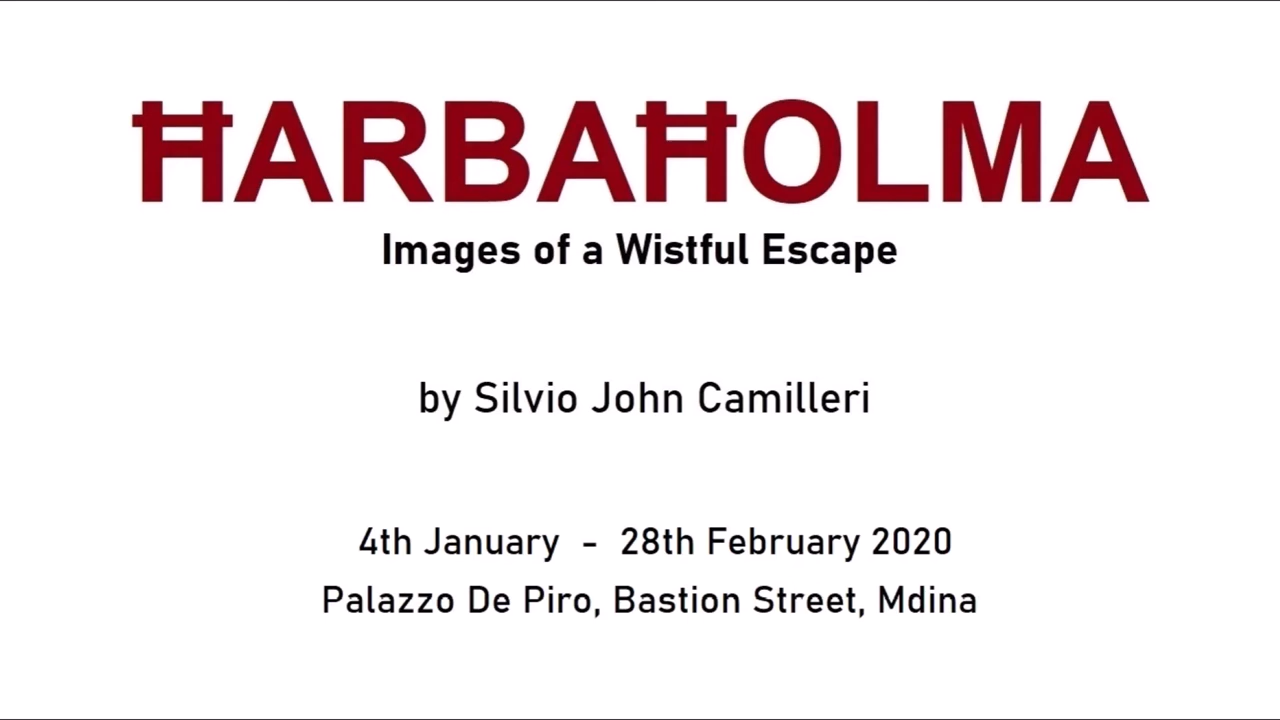 ĦARBAĦOLMA
Images of a Wistful Escape
by Silvio John Camilleri
4th January - 28th February 2020
Palazzo De Piro, Bastion Street, Mdina